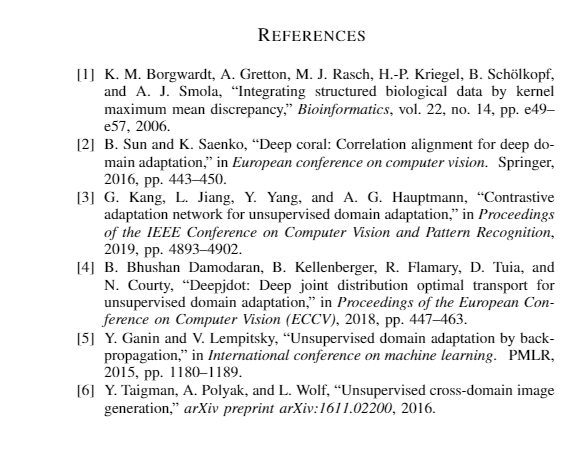 REFERENCES
[1] K. M. Borgwardt, A. Gretton, M. J. Rasch, H.-P. Kriegel, B. Schölkopf,
and A. J. Smola, “Integrating structured biological data by kernel
maximum mean discrepancy,” Bioinformatics, vol. 22, no. 14, pp. e49–
e57, 2006.
[2] B. Sun and K. Saenko, “Deep coral: Correlation alignment for deep do-
main adaptation,” in European conference on computer vision. Springer,
2016, pp. 443–450.
[3] G. Kang, L. Jiang, Y. Yang, and A. G. Hauptmann, “Contrastive
adaptation network for unsupervised domain adaptation,” in Proceedings
of the IEEE Conference on Computer Vision and Pattern Recognition,
2019, pp. 4893–4902.
[4] B. Bhushan Damodaran, B. Kellenberger, R. Flamary, D. Tuia, and
N. Courty, “Deepjdot: Deep joint distribution optimal transport for
unsupervised domain adaptation,” in Proceedings of the European Con-
ference on Computer Vision (ECCV), 2018, pp. 447–463.
[5] Y. Ganin and V. Lempitsky, “Unsupervised domain adaptation by back-
propagation,” in International conference on machine learning. PMLR,
2015, pp. 1180–1189.
[6] Y. Taigman, A. Polyak, and L. Wolf, “Unsupervised cross-domain image
generation,” arXiv preprint arXiv:1611.02200, 2016.